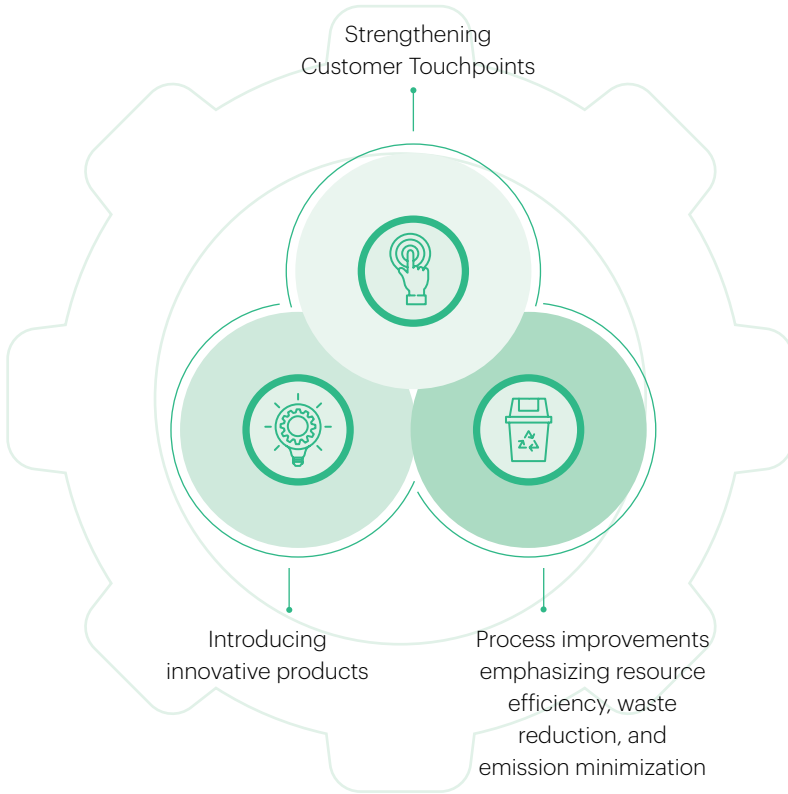 Strengthening
Customer Touchpoints
Introducing
innovative products
Process improvements
emphasizing resource
efficiency, waste
reduction, and
emission minimization